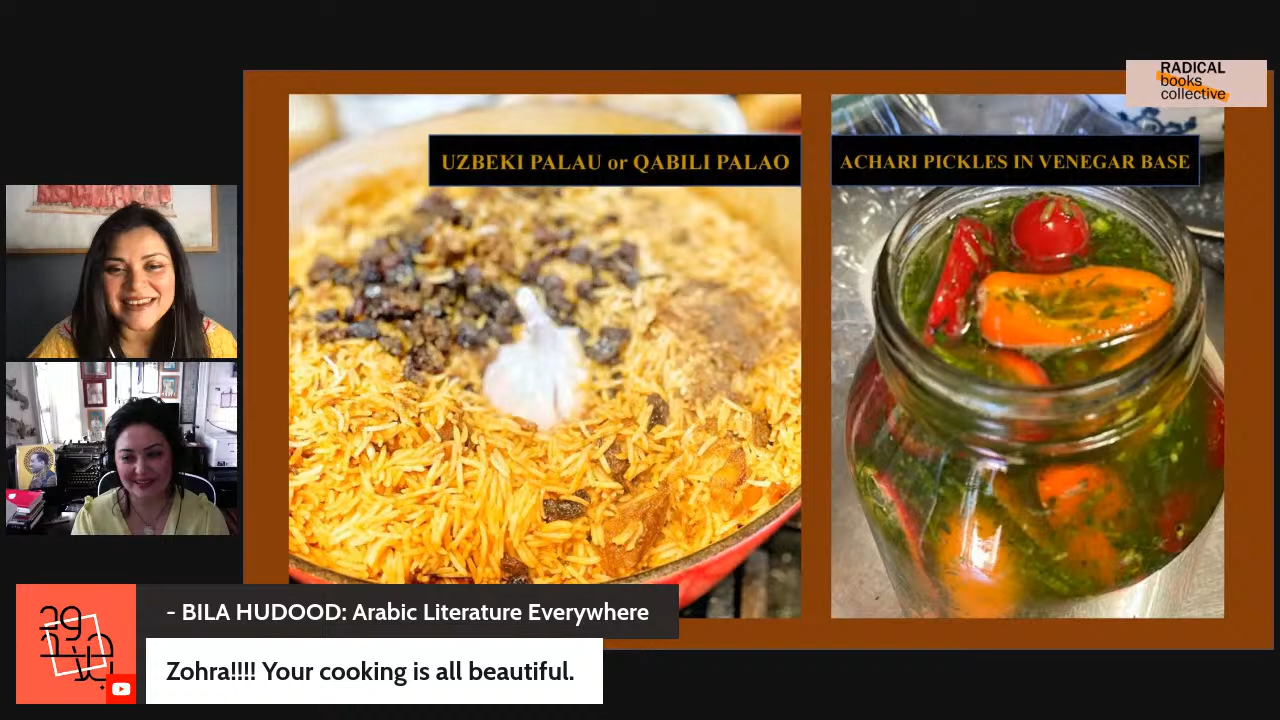 RADICAL
books
collective
UZBEKI PALAU or QABILI PALAO
ACHARI PICKLES IN VENEGAR BASE
- BILA HUDOOD: Arabic Literature Everywhere
Zohra!!!! Your cooking is all beautiful.